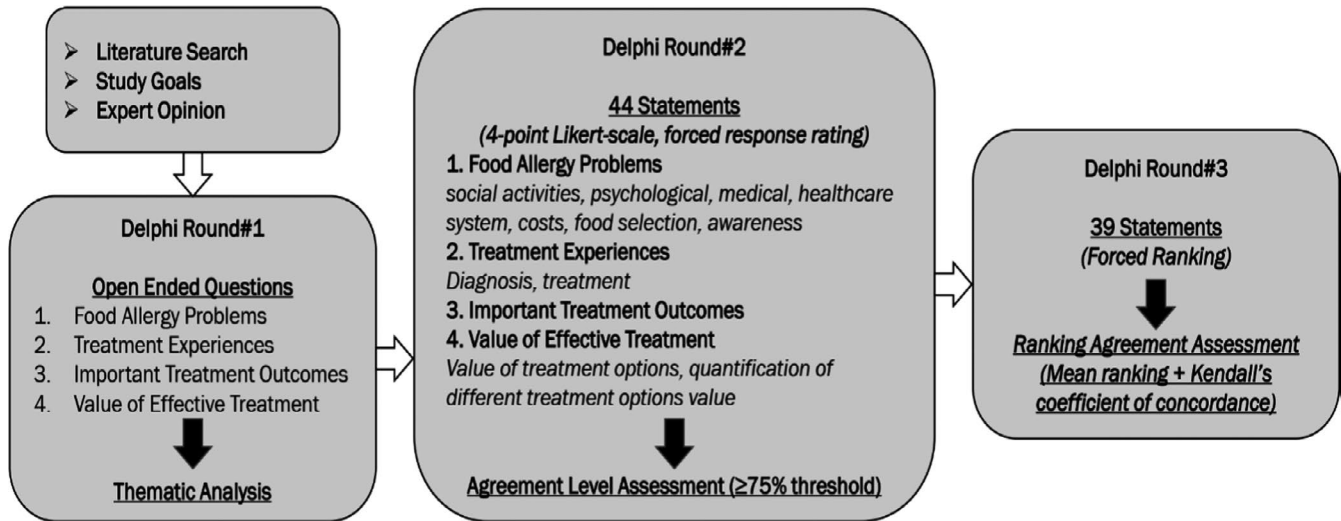 ➢ Literature Search
➢ Study Goals
➢ Expert Opinion
Delphi Round#1
Open Ended Questions
1. Food Allergy Problems
2. Treatment Experiences
3. Important Treatment Outcomes
4. Value of Effective Treatment
Thematic Analysis
Delphi Round#2
44 Statements
(4-point Likert-scale, forced response rating)
1. Food Allergy Problems
social activities, psychological, medical, healthcare
system, costs, food selection, awareness
2. Treatment Experiences
Diagnosis, treatment
3. Important Treatment Outcomes
4. Value of Effective Treatment
Value of treatment options, quantification of
different treatment options value
Agreement Level Assessment (≥75% threshold)
Delphi Round#3
39 Statements
(Forced Ranking)
Ranking Agreement Assessment
(Mean ranking + Kendall's
coefficient of concordance)